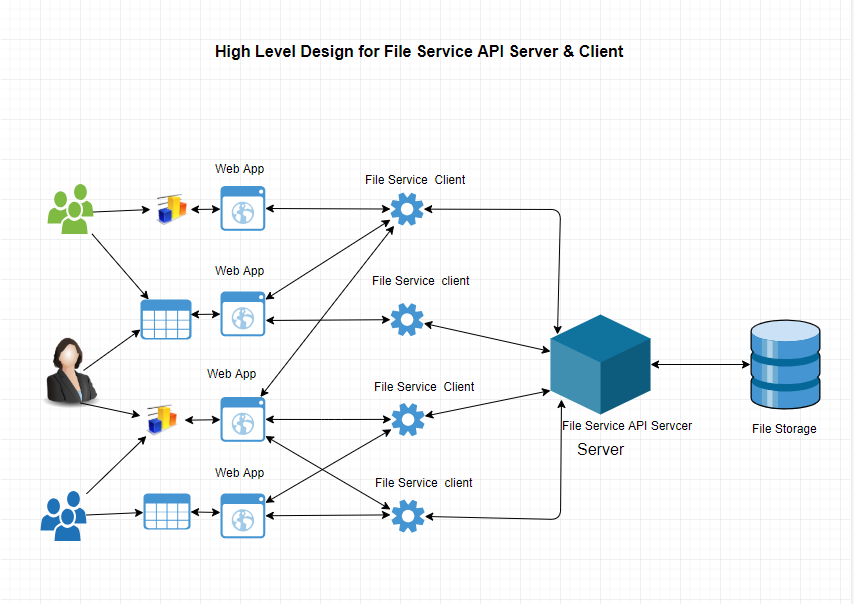 High Level Design for File Service API Server & Client
Web App
File Service  Client
Web App
File Service  client
Web App
File Service  Client
File Service API Servcer
Server
File Storage
Web App
File Service  client